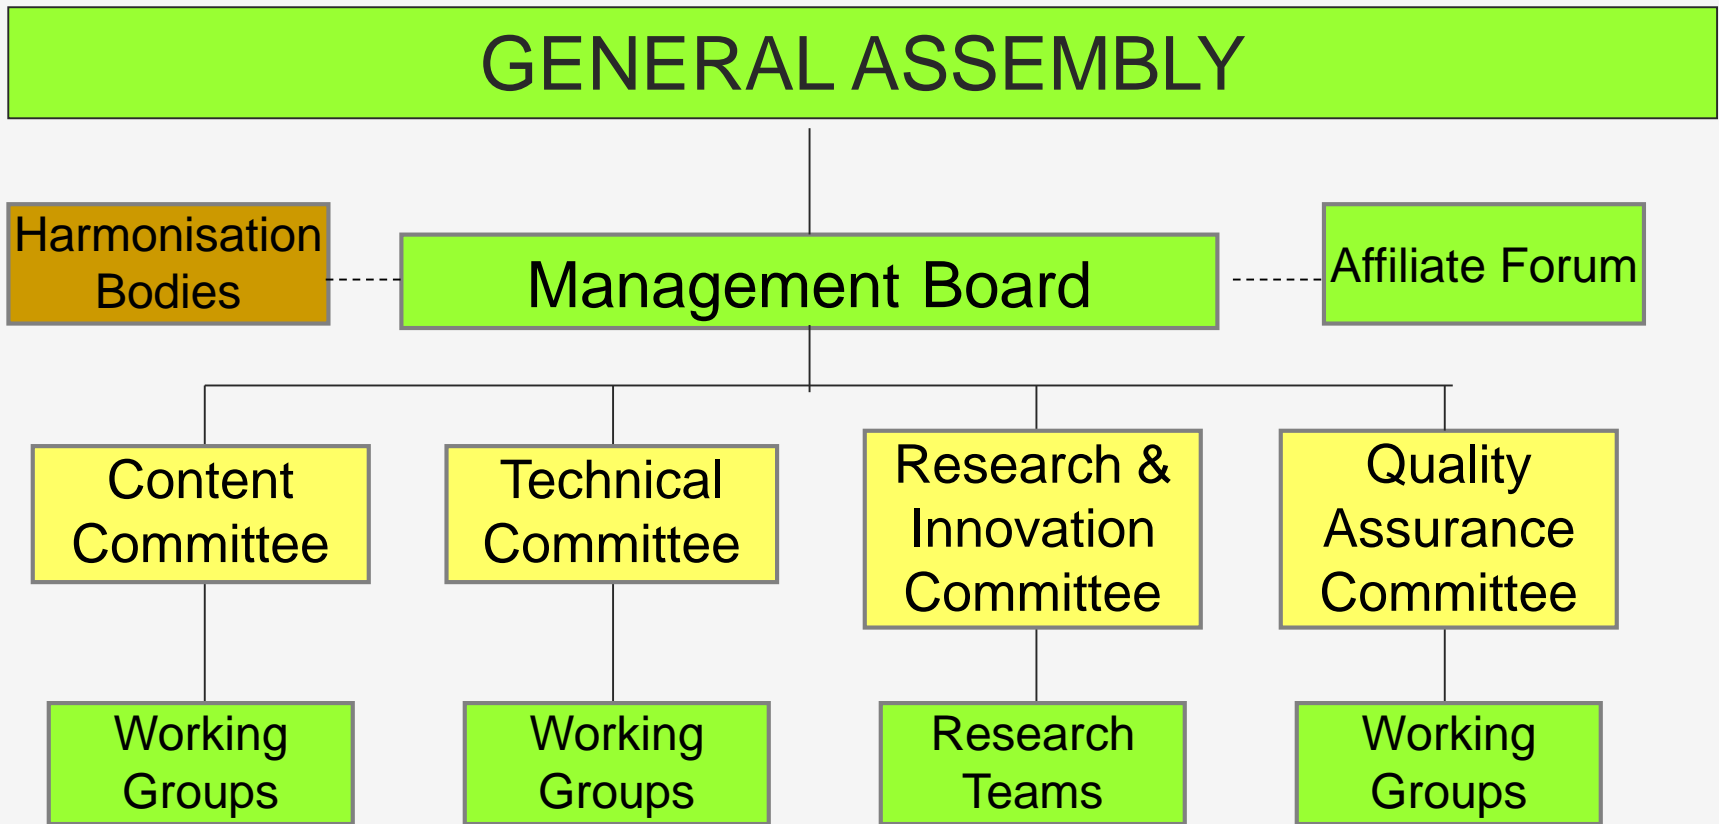 GENERAL ASSEMBLY
Harmonisation
Bodies
Management Board
Affiliate Forum
Content
Committee
Technical
Committee
Research &
Innovation
Committee
Quality
Assurance
Committee
Working
Groups
Working
Groups
Research
Teams
Working
Groups